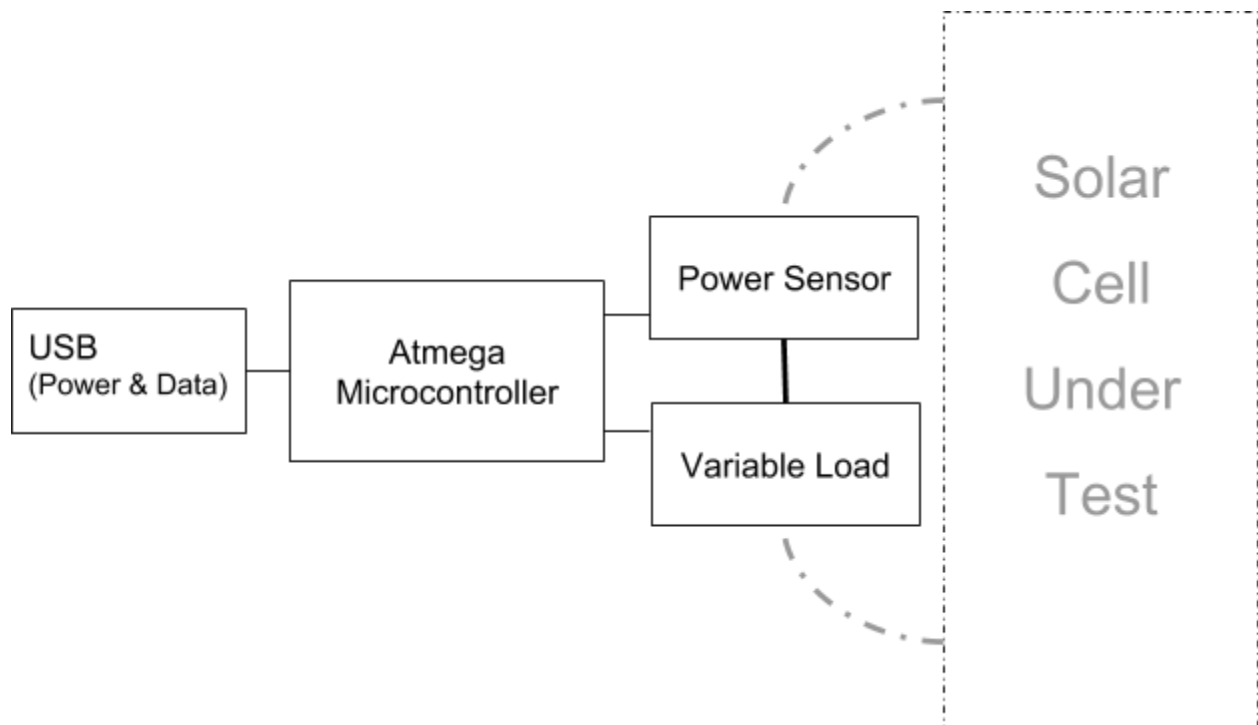 USB
(Power & Data)
Atmega
Microcontroller
Power Sensor
Variable Load
Solar
Cell
Under
Test